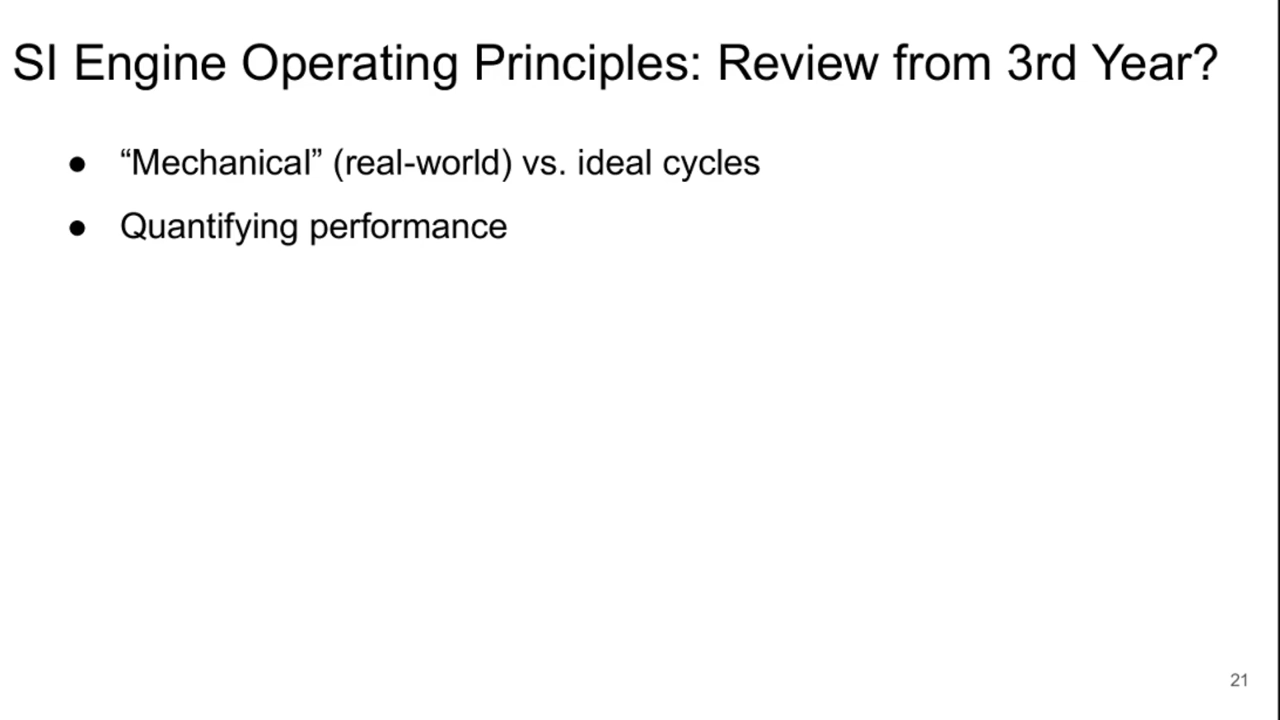 SI Engine Operating Principles: Review from 3rd Year?
● “Mechanical” (real-world) vs. ideal cycles
● Quantifying performance
21